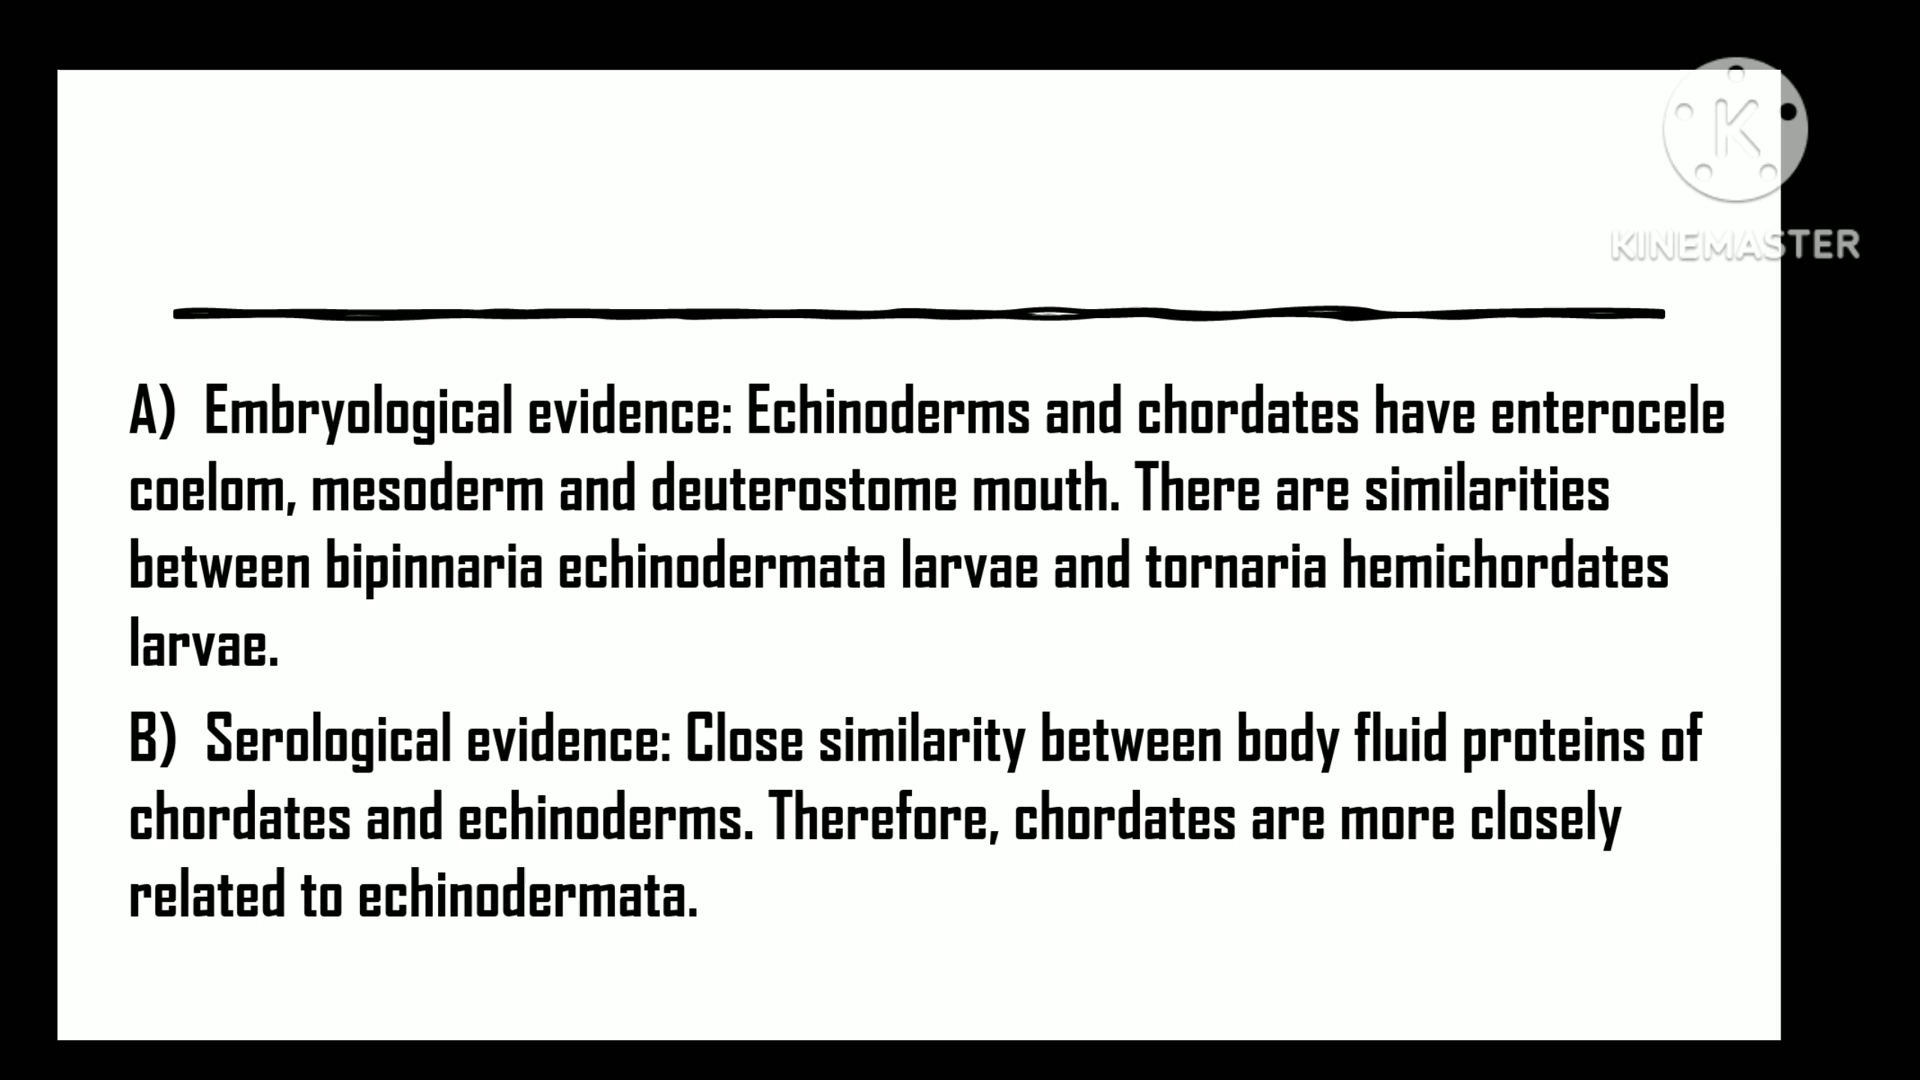 K
KINEMASTER
A) Embryological evidence: Echinoderms and chordates have enterocele
coelom, mesoderm and deuterostome mouth. There are similarities
between bipinnaria echinodermata larvae and tornaria hemichordates
larvae.
B) Serological evidence: Close similarity between body fluid proteins of
chordates and echinoderms. Therefore, chordates are more closely
related to echinodermata.